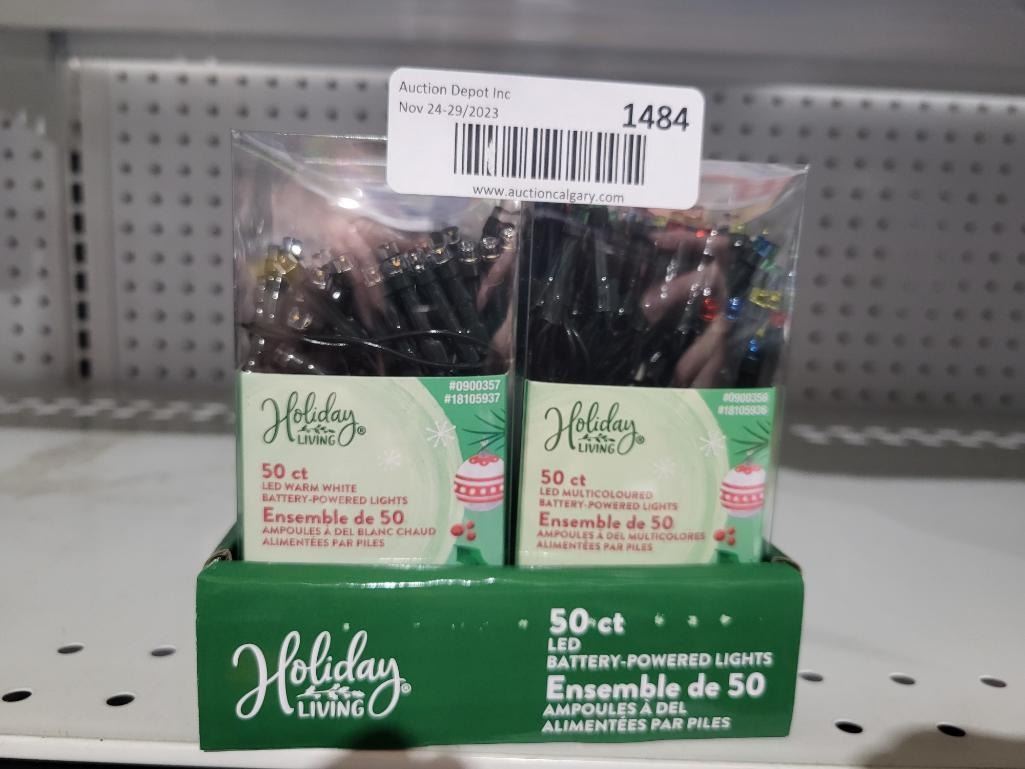 Auction Depot Inc
Nov 24-29/2023
1484
www.auctioncalgary.com
#0900357
#18105937
Holiday
LIVING®
50 ct
LED WARM WHITE
BATTERY-POWERED LIGHTS
Ensemble de 50
AMPOULES À DEL BLANC CHAUD
ALIMENTÉES PAR PILES
#0900356
#18105936
Holiday
LIVING®
50 ct
LED MULTICOLOURED
BATTERY-POWERED LIGHTS
Ensemble de 50
AMPOULES À DEL MULTICOLORES
ALIMENTÉES PAR PILES
Holiday
LIVING®
50 ct
LED
BATTERY-POWERED LIGHTS
Ensemble de 50
AMPOULES À DEL
ALIMENTÉES PAR PILES